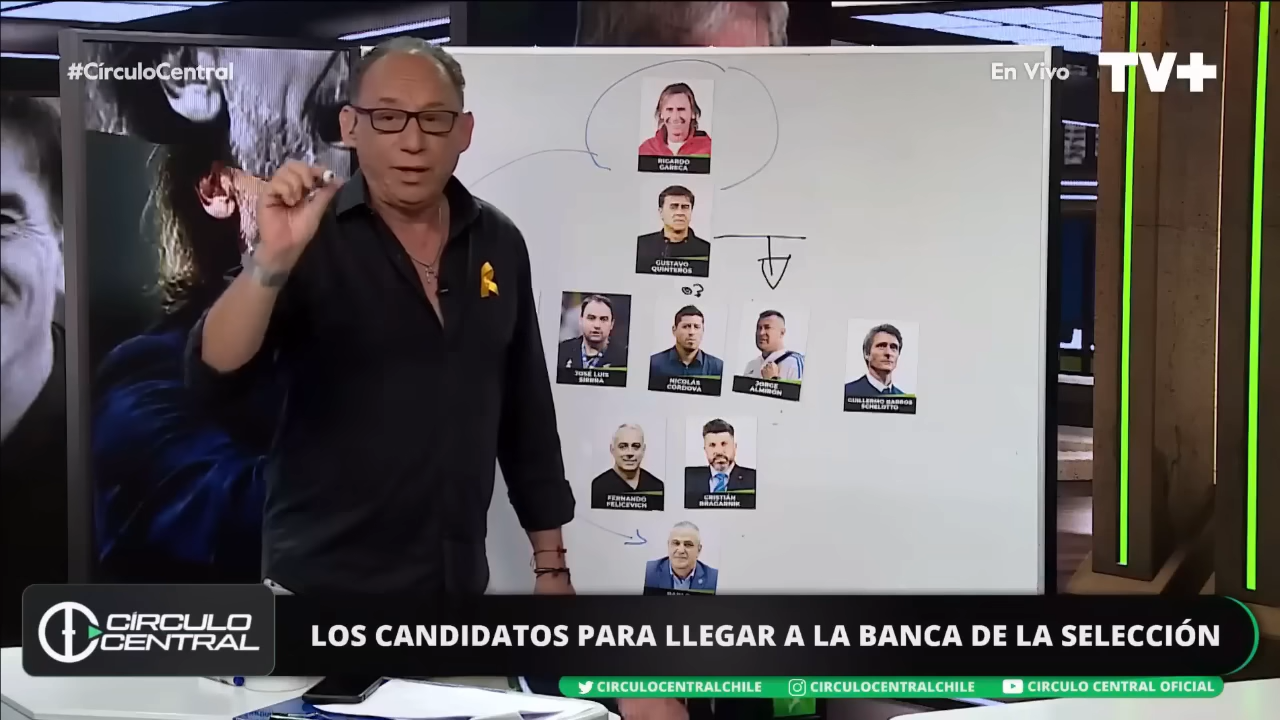 #CírculoCentral
En Vivo
TV+
RICARDO
GARECA
GUSTAVO
QUINTEROS
o?
JOSÉ LUIS
SIERRA
NICOLÁS
CÓRDOVA
JORGE
ALMIRÓN
GUILLERMO BARROS
SCHELOTTO
FERNANDO
FELICEVICH
CRISTIÁN
BRAGARNIK
CÍRCULO
CENTRAL
LOS CANDIDATOS PARA LLEGAR A LA BANCA DE LA SELECCIÓN
CIRCULOCENTRALCHILE
CIRCULOCENTRALCHILE
CIRCULO CENTRAL OFICIAL